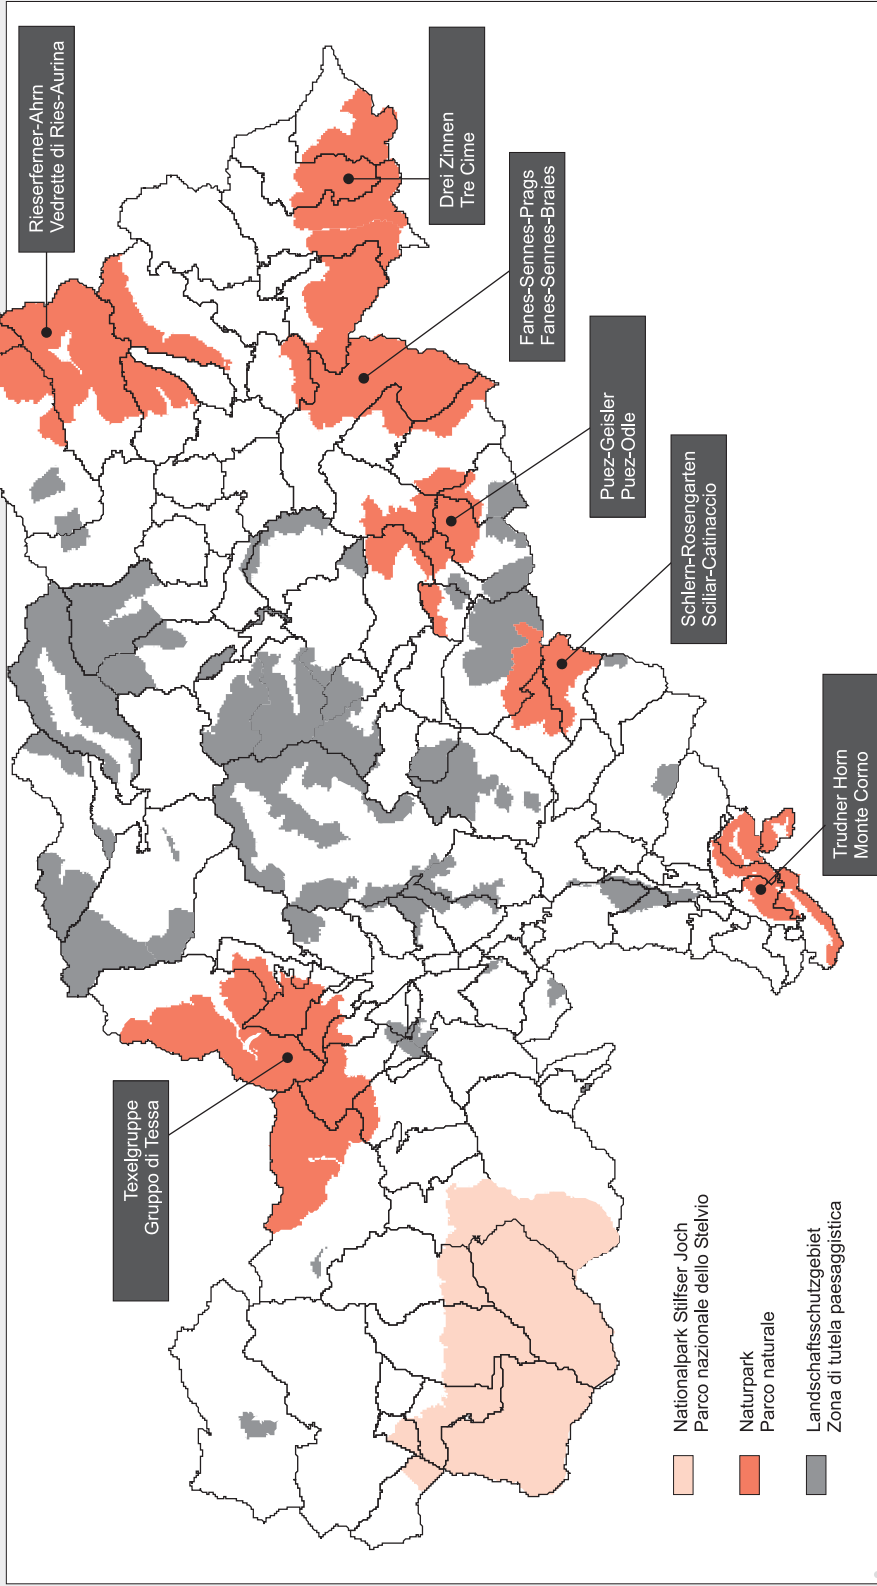 Rieserferner-Ahrn
Vedrette di Ries-Aurina
Drei Zinnen
Tre Cime
Fanes-Sennes-Prags
Fanes-Sennes-Braies
Puez-Geisler
Puez-Odle
Schlern-Rosengarten
Sciliar-Catinaccio
Trudner Horn
Monte Corno
Texelgruppe
Gruppo di Tessa
Nationalpark Stilfser Joch
Parco nazionale dello Stelvio
Naturpark
Parco naturale
Landschaftsschutzgebiet
Zona di tutela paesaggistica